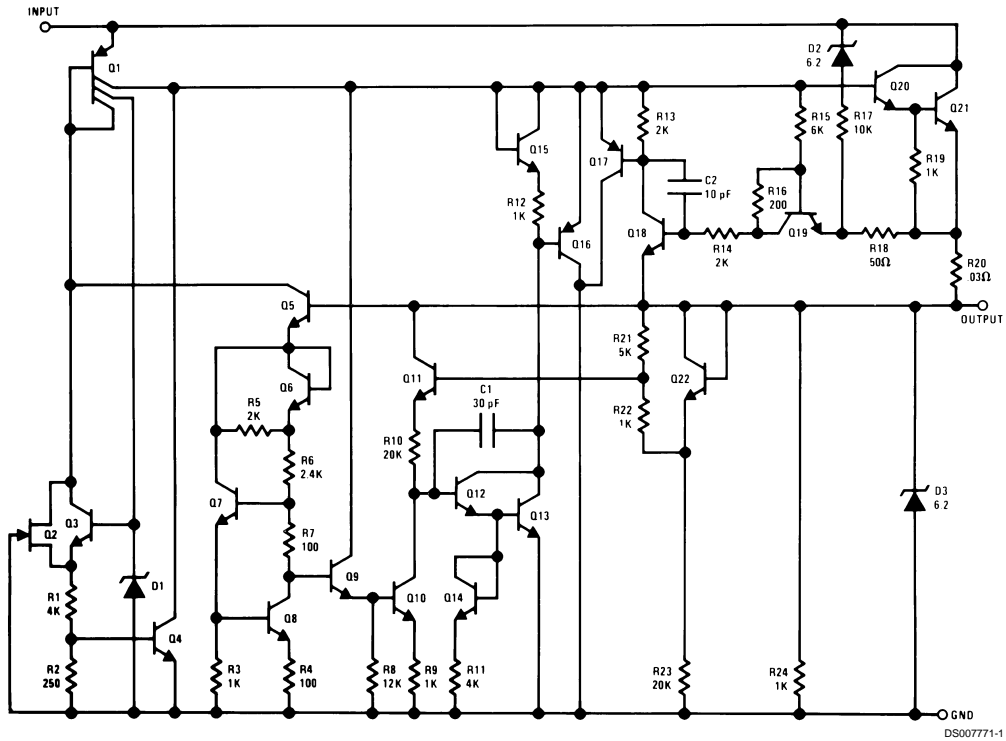 INPUT
Q1
D2
6.2
Q20
Q21
Q15
Q17
R13
2K
R15
6K
R17
10K
R19
1K
R12
1K
C2
10 pF
R16
200
Q16
Q18
R14
2K
Q19
R18
50Ω
R20
.03Ω
OUTPUT
Q5
R21
5K
Q6
Q11
Q22
C1
30 pF
R5
2K
R22
1K
R10
20K
R6
2.4K
Q7
Q12
Q13
D3
6.2
Q3
Q2
R7
100
D1
Q9
Q10
Q14
R1
4K
Q4
Q8
R2
250
R3
1K
R4
100
R8
12K
R9
1K
R11
4K
R23
20K
R24
1K
GND
DS007771-1